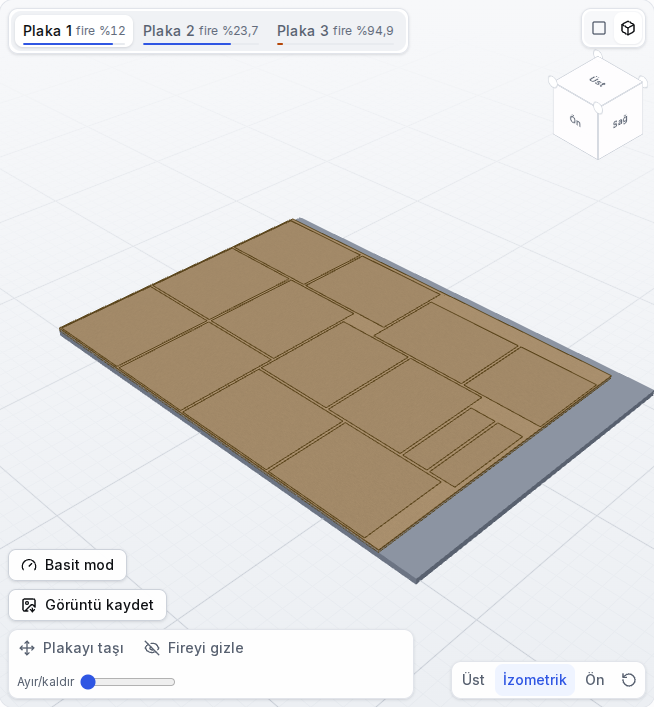 Plaka 1 fire %12 Plaka 2 fire %23,7 Plaka 3 fire %94,9
Üst
Ön
Sağ
Basit mod
Görüntü kaydet
Plakayı taşı Fireyi gizle
Ayır/kaldır
Üst İzometrik Ön